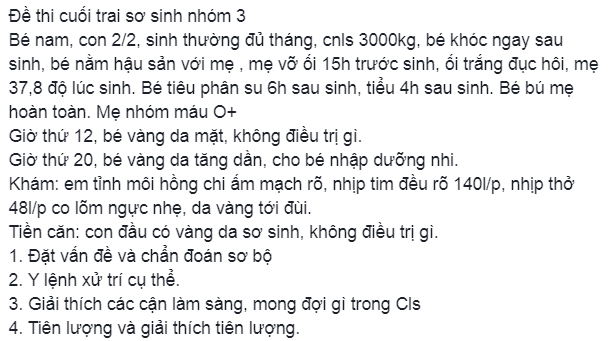 Đề thi cuối trai sơ sinh nhóm 3
Bé nam, con 2/2, sinh thường đủ tháng, cnls 3000kg, bé khóc ngay sau
sinh, bé nằm hậu sản với mẹ , mẹ vỡ ối 15h trước sinh, ối trắng đục hôi, mẹ
37,8 độ lúc sinh. Bé tiêu phân su 6h sau sinh, tiểu 4h sau sinh. Bé bú mẹ
hoàn toàn. Mẹ nhóm máu O+
Giờ thứ 12, bé vàng da mặt, không điều trị gì.
Giờ thứ 20, bé vàng da tăng dần, cho bé nhập dưỡng nhi.
Khám: em tỉnh môi hồng chi ấm mạch rõ, nhịp tim đều rõ 140l/p, nhịp thở
48l/p co lõm ngực nhẹ, da vàng tới đùi.
Tiền căn: con đầu có vàng da sơ sinh, không điều trị gì.
1. Đặt vấn đề và chẩn đoán sơ bộ
2. Y lệnh xử trí cụ thể.
3. Giải thích các cận làm sàng, mong đợi gì trong Cls
4. Tiên lượng và giải thích tiên lượng.